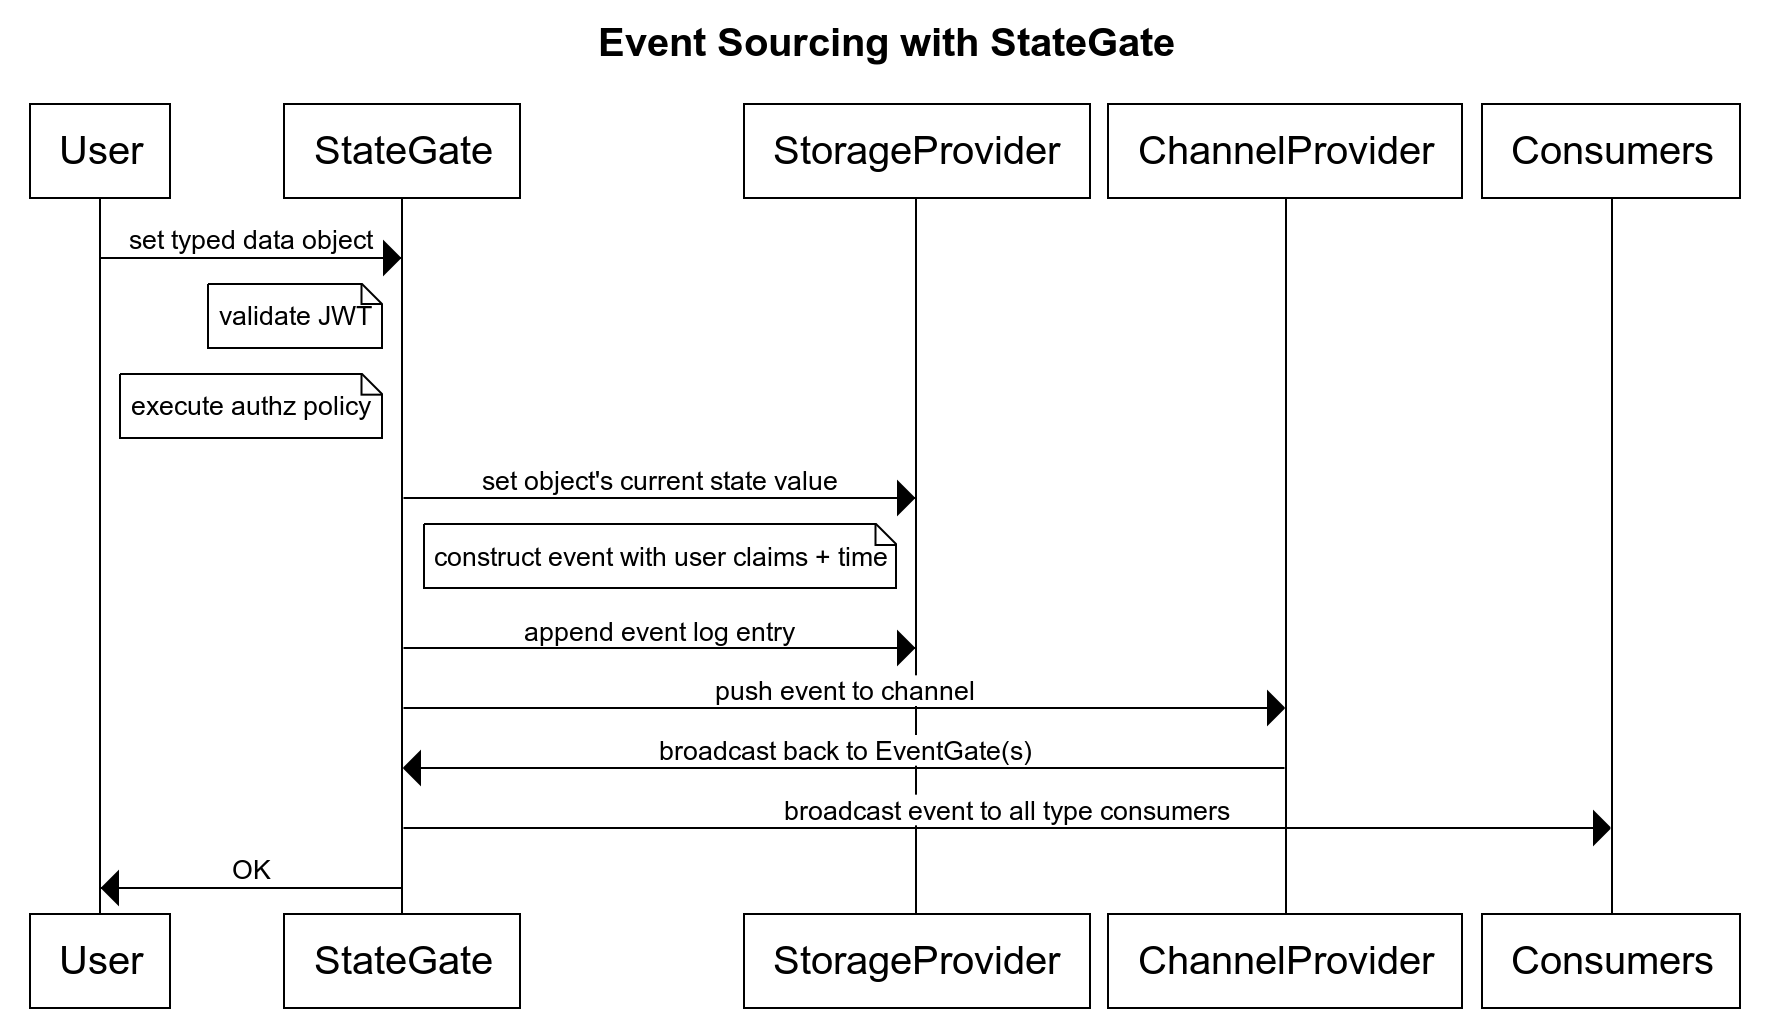 Event Sourcing with StateGate
User
StateGate
StorageProvider
ChannelProvider
Consumers
set typed data object
validate JWT
execute authz policy
set object's current state value
construct event with user claims + time
append event log entry
push event to channel
broadcast back to EventGate(s)
broadcast event to all type consumers
OK
User
StateGate
StorageProvider
ChannelProvider
Consumers